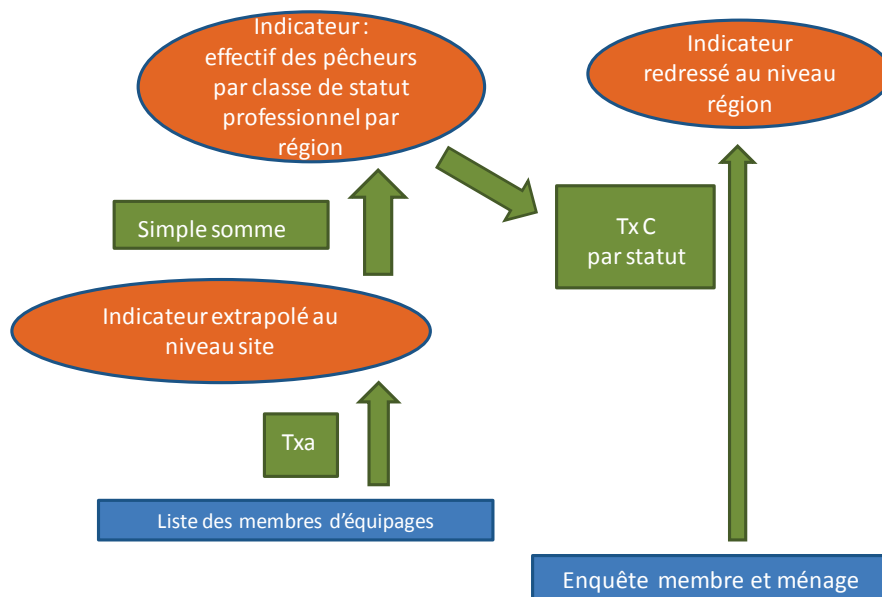 Indicateur :
effectif des pêcheurs
par classe de statut
professionnel par
région
Indicateur
redressé au niveau
région
Simple somme
Tx C
par statut
Indicateur extrapolé au
niveau site
Txa
Liste des membres d'équipages
Enquête membre et ménage